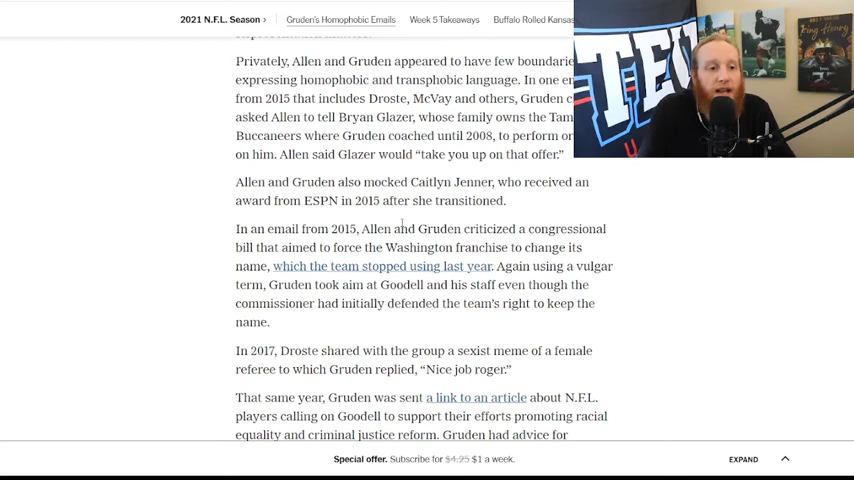 2021 N.F.L. Season › Gruden's Homophobic Emails Week 5 Takeaways Buffalo Rolled Kansas
Privately, Allen and Gruden appeared to have few boundarie
expressing homophobic and transphobic language. In one em
from 2015 that includes Droste, McVay and others, Gruden c
asked Allen to tell Bryan Glazer, whose family owns the Tam
Buccaneers where Gruden coached until 2008, to perform or
on him. Allen said Glazer would “take you up on that offer.”
Allen and Gruden also mocked Caitlyn Jenner, who received an
award from ESPN in 2015 after she transitioned.
In an email from 2015, Allen and Gruden criticized a congressional
bill that aimed to force the Washington franchise to change its
name, which the team stopped using last year. Again using a vulgar
term, Gruden took aim at Goodell and his staff even though the
commissioner had initially defended the team's right to keep the
name.
In 2017, Droste shared with the group a sexist meme of a female
referee to which Gruden replied, “Nice job roger.”
That same year, Gruden was sent a link to an article about N.F.L.
players calling on Goodell to support their efforts promoting racial
equality and criminal justice reform. Gruden had advice for
Special offer. Subscribe for $4.25 $1 a week.
EXPAND
TE
King Henry